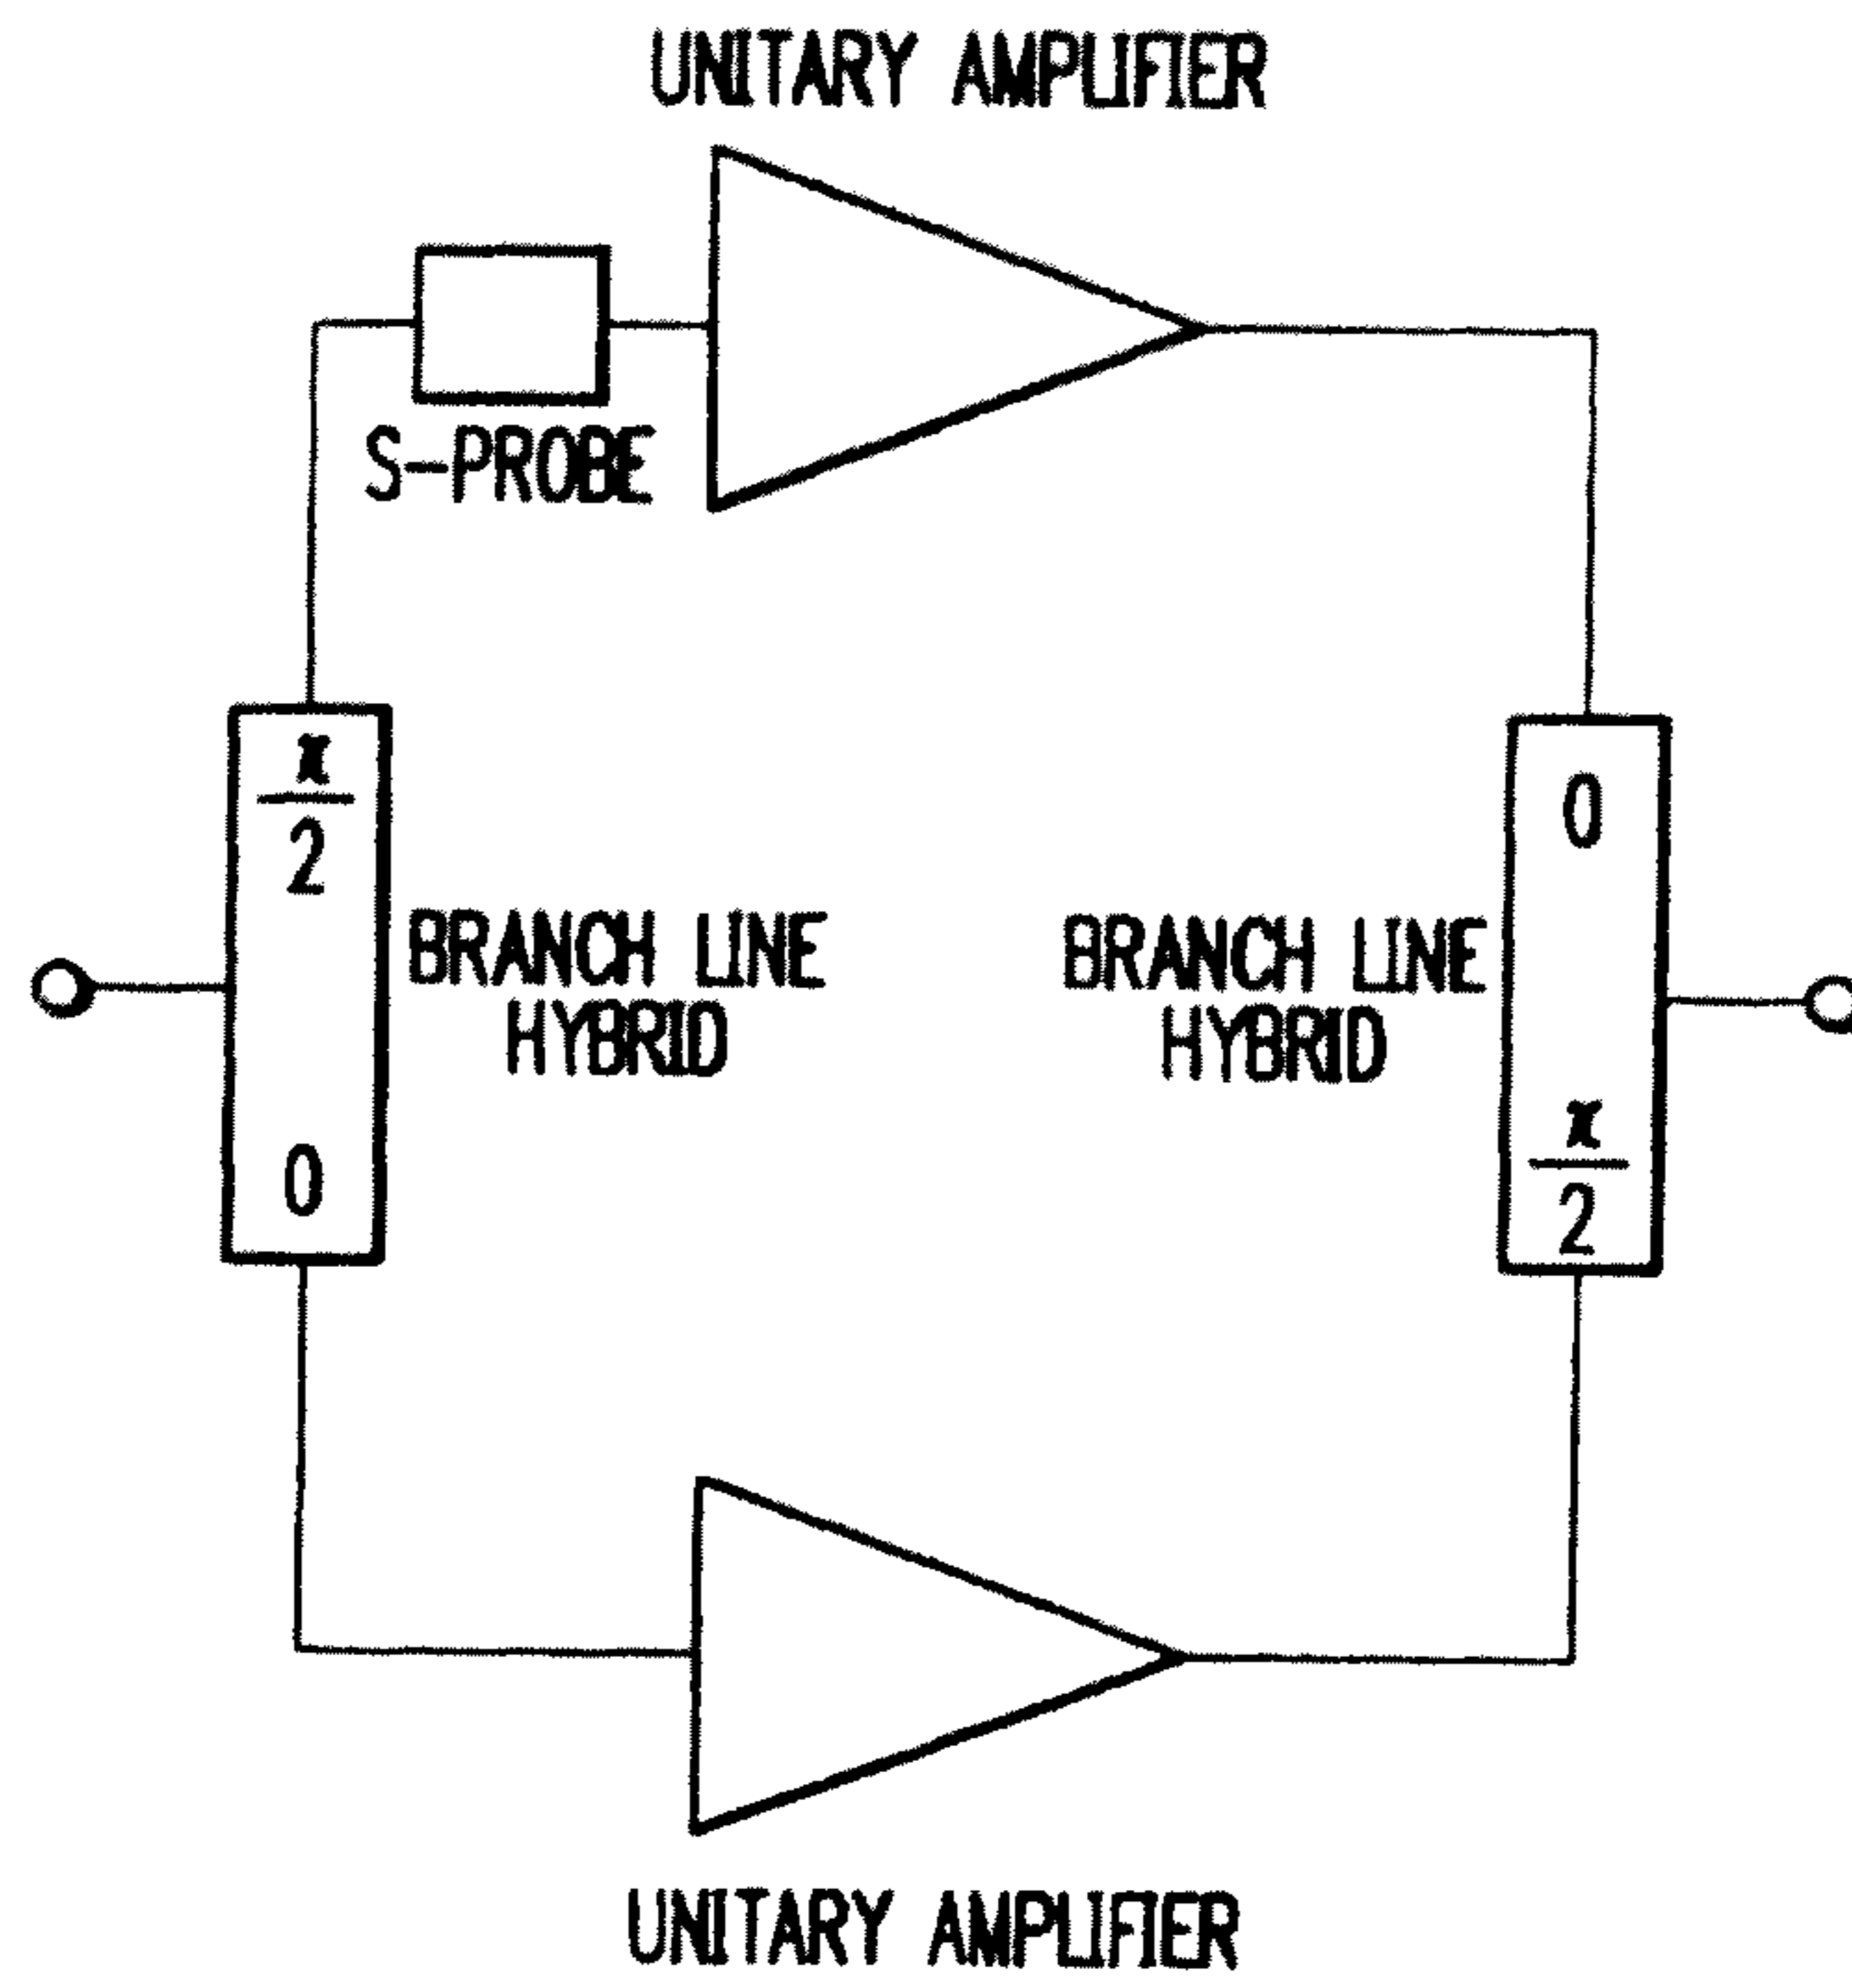 UNITARY AMPLIFIER
S-PROBE
π
2
0
BRANCH LINE
HYBRID
BRANCH LINE
HYBRID
0
π
2
UNITARY AMPLIFIER